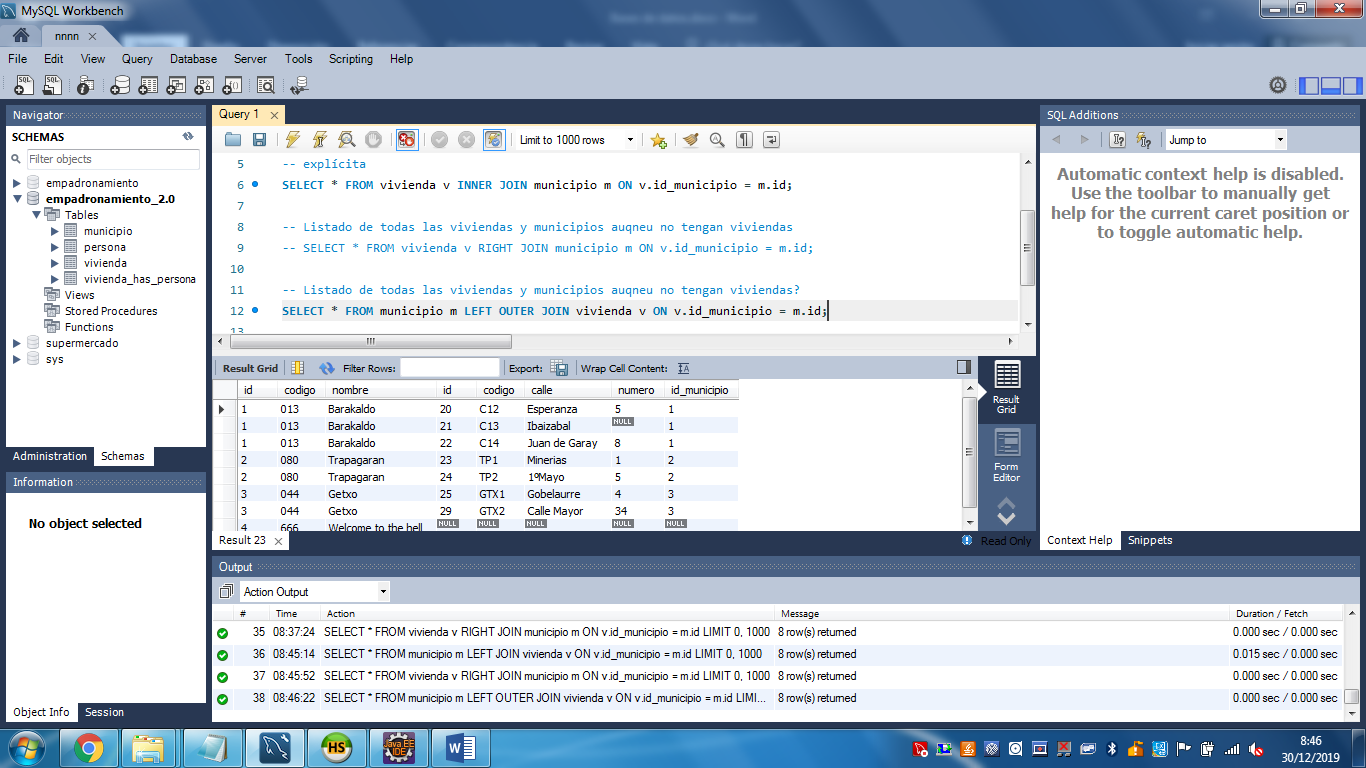 MySQL Workbench
nnnn
File Edit View Query Database Server Tools Scripting Help
Navigator
SCHEMAS
Filter objects
empadronamiento
empadronamiento_2.0
Tables
municipio
persona
vivienda
vivienda_has_persona
Views
Stored Procedures
Functions
supermercado
sys
Administration Schemas
Information
No object selected
Object Info Session
Query 1
Limit to 1000 rows
5 -- explícita
6 SELECT * FROM vivienda v INNER JOIN municipio m ON v.id_municipio = m.id;
7
8 -- Listado de todas las viviendas y municipios auqneu no tengan viviendas
9 -- SELECT * FROM vivienda v RIGHT JOIN municipio m ON v.id_municipio = m.id;
10
11 -- Listado de todas las viviendas y municipios auqneu no tengan viviendas?
12 SELECT * FROM municipio m LEFT OUTER JOIN vivienda v ON v.id_municipio = m.id;
13
Result Grid Filter Rows: Export: Wrap Cell Content:
id codigo nombre id codigo calle numero id_municipio
1 013 Barakaldo 20 C12 Esperanza 5 1
1 013 Barakaldo 21 C13 Ibaizabal NULL 1
1 013 Barakaldo 22 C14 Juan de Garay 8 1
2 080 Trapagaran 23 TP1 Minerias 1 2
2 080 Trapagaran 24 TP2 1ºMayo 5 2
3 044 Getxo 25 GTX1 Gobelaurre 4 3
3 044 Getxo 29 GTX2 Calle Mayor 34 3
4 666 Welcome to the hell NULL NULL NULL NULL NULL
Result Grid
Form Editor
Result 23
Read Only
SQL Additions
Jump to
Automatic context help is disabled.
Use the toolbar to manually get
help for the current caret position or
to toggle automatic help.
Context Help Snippets
Output
Action Output
# Time Action Message Duration / Fetch
35 08:37:24 SELECT * FROM vivienda v RIGHT JOIN municipio m ON v.id_municipio = m.id LIMIT 0, 1000 8 row(s) returned 0.000 sec / 0.000 sec
36 08:45:14 SELECT * FROM municipio m LEFT JOIN vivienda v ON v.id_municipio = m.id LIMIT 0, 1000 8 row(s) returned 0.015 sec / 0.000 sec
37 08:45:52 SELECT * FROM vivienda v RIGHT JOIN municipio m ON v.id_municipio = m.id LIMIT 0, 1000 8 row(s) returned 0.000 sec / 0.000 sec
38 08:46:22 SELECT * FROM municipio m LEFT OUTER JOIN vivienda v ON v.id_municipio = m.id LIMI... 8 row(s) returned 0.000 sec / 0.000 sec
HS
Java EE
IDE
W
8:46
30/12/2019